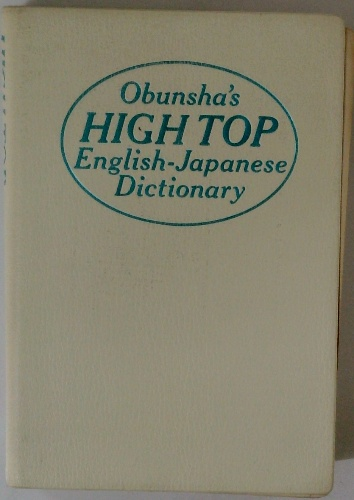 Obunsha's
HIGH TOP
English-Japanese
Dictionary